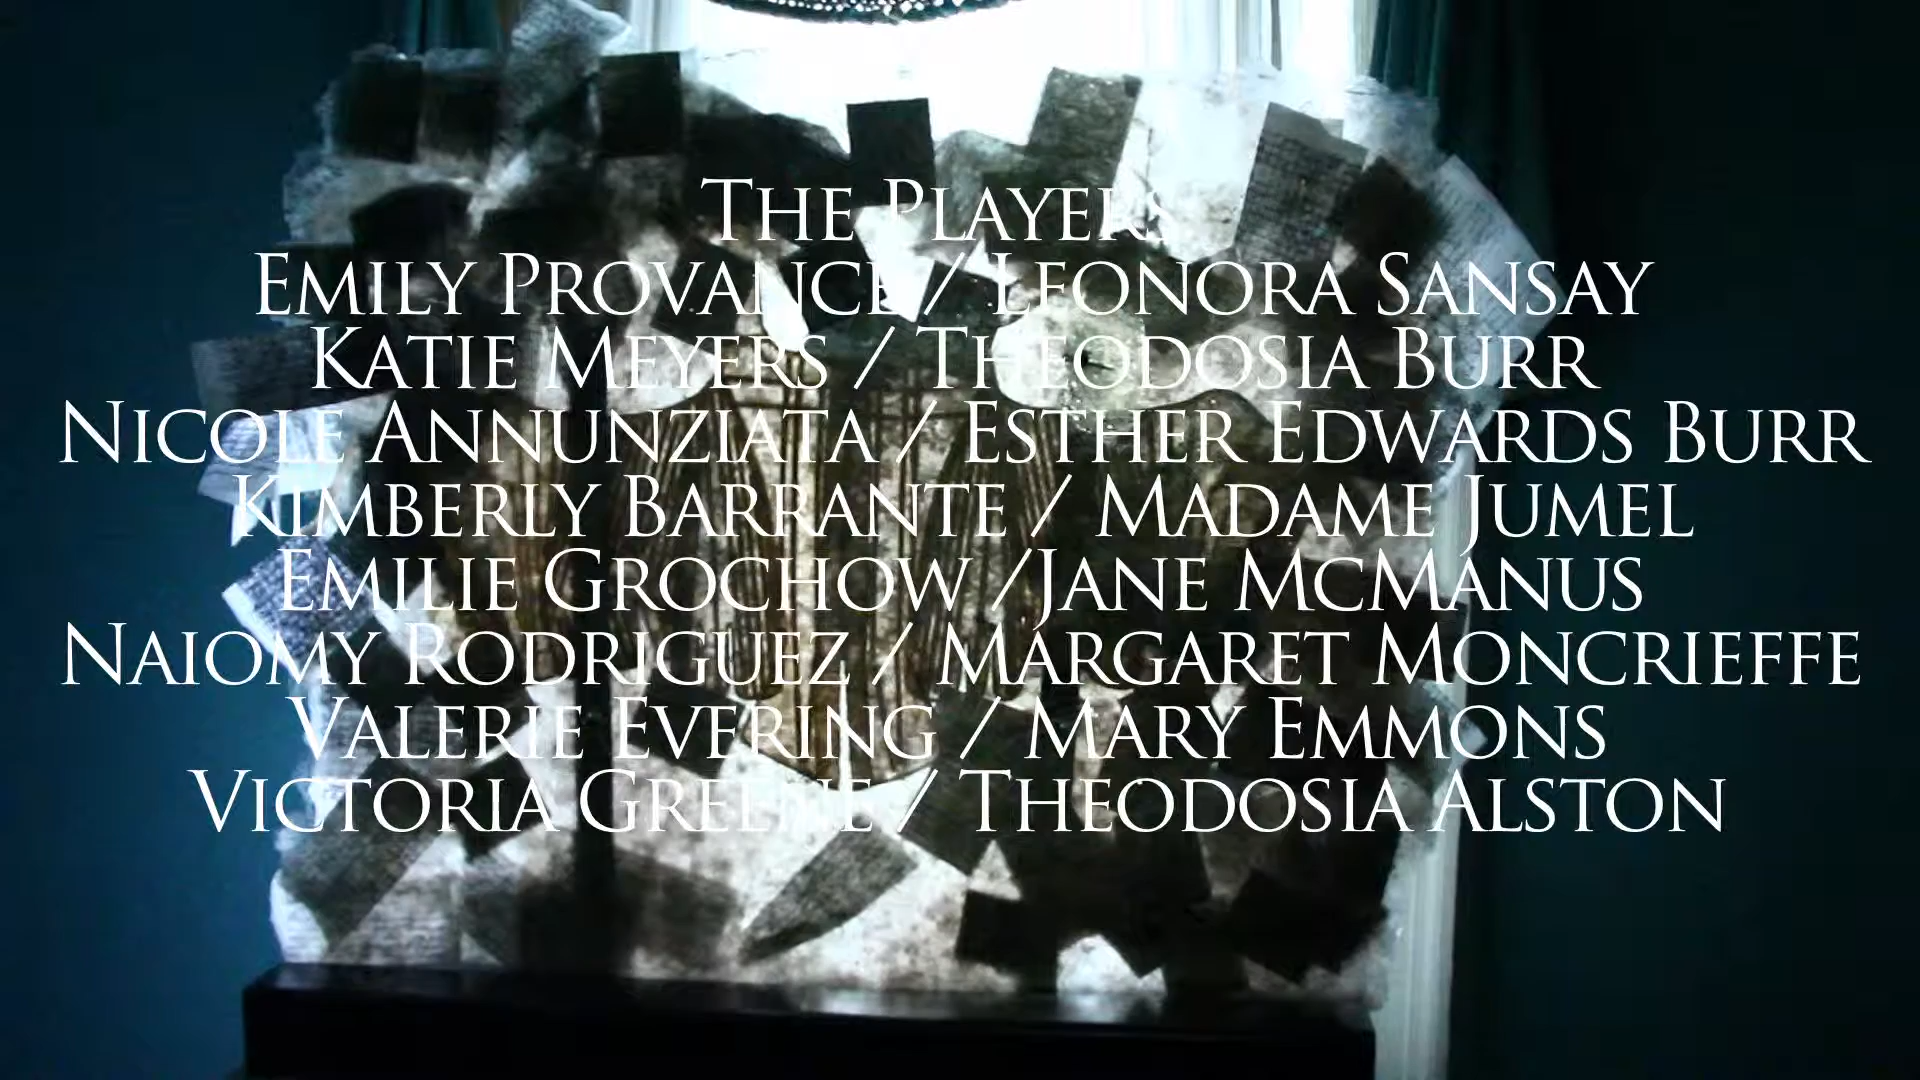 The Players
Emily Provance / Leonora Sansay
Katie Meyers / Theodosia Burr
Nicole Annunziata / Esther Edwards Burr
Kimberly Barrante / Madame Jumel
Emilie Grochow /Jane McManus
Naiomy Rodriguez / Margaret Moncrieffe
Valerie Evering / Mary Emmons
Victoria Greene / Theodosia Alston